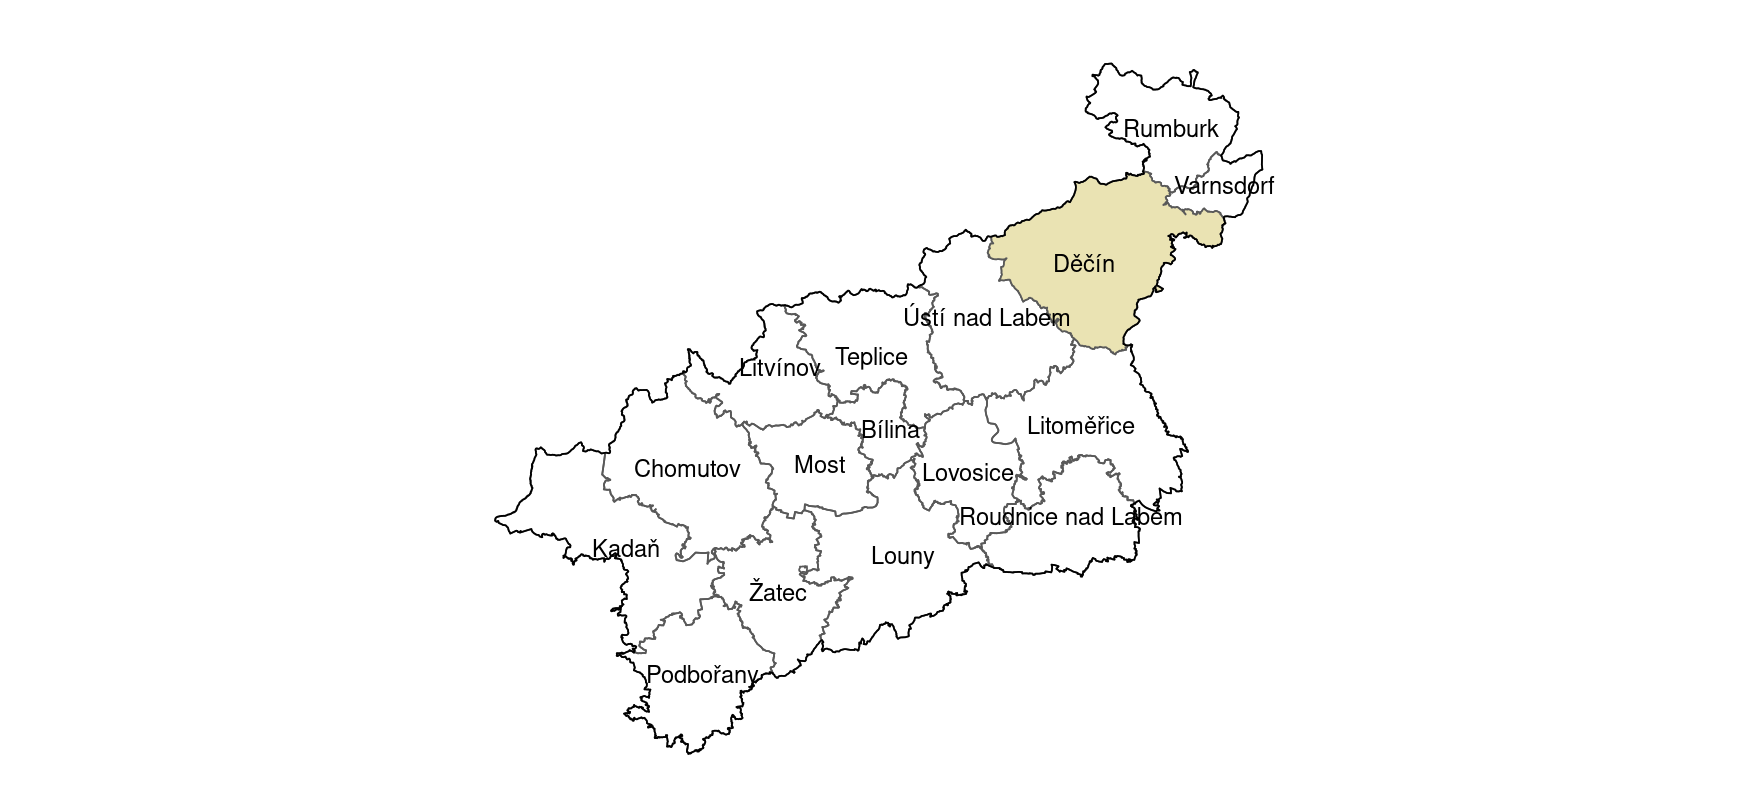 Rumburk
Varnsdorf
Děčín
Ústí nad Labem
Teplice
Litvínov
Litoměřice
Bílina
Most
Chomutov
Lovosice
Roudnice nad Labem
Kadaň
Louny
Žatec
Podbořany